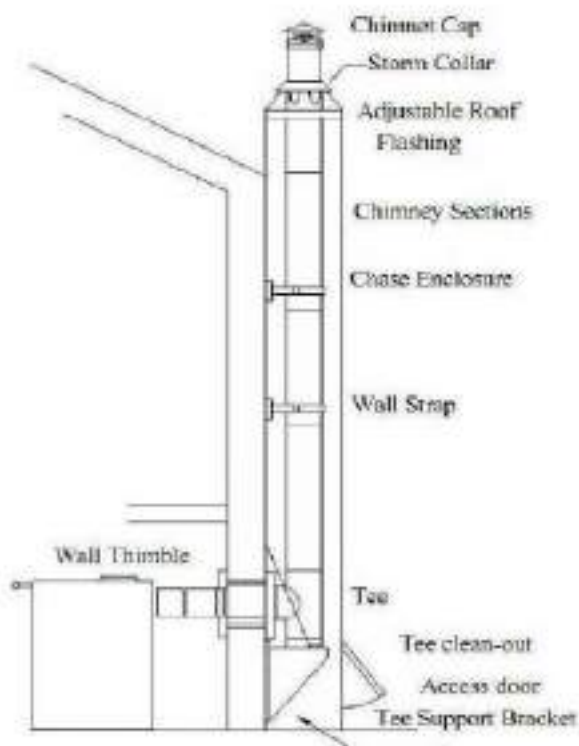 Chimnet Cap
Storm Collar
Adjustable Roof
Flashing
Chimney Sections
Chase Enclosure
Wall Strap
Wall Thimble
Tee
Tee clean-out
Access door
Tee Support Bracket